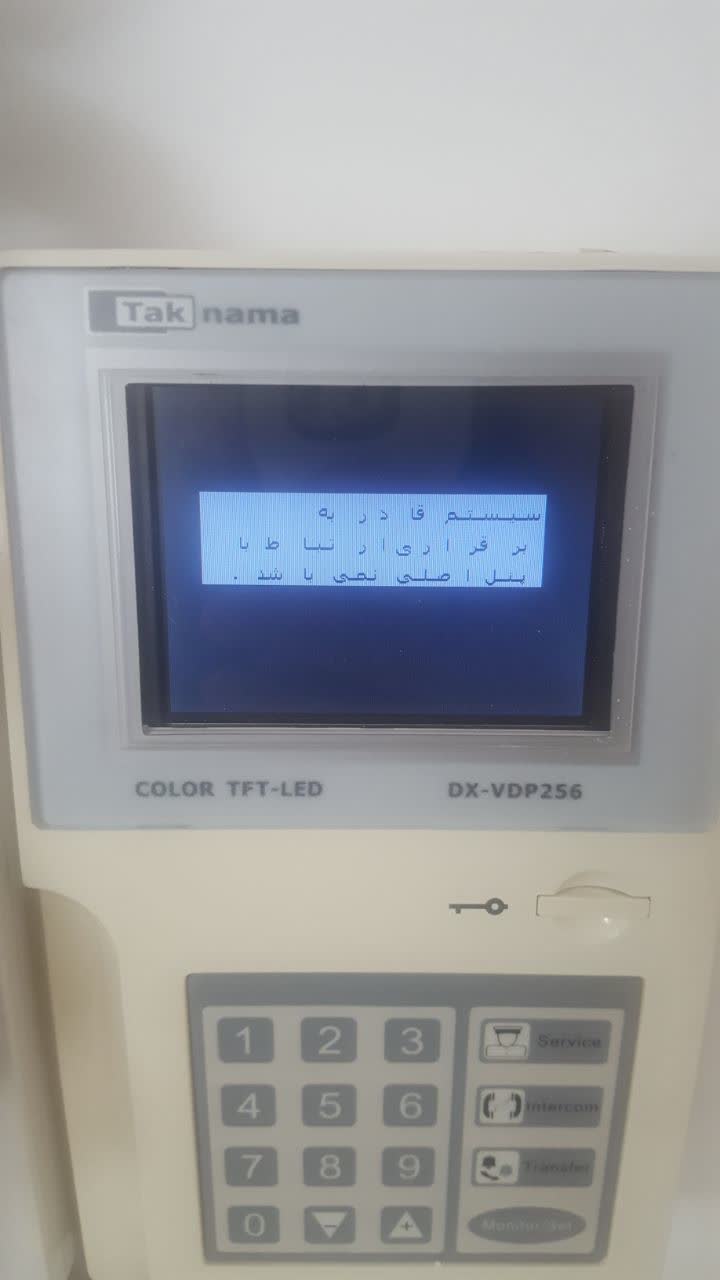 Tak nama
سیستم قادر به
برقراری ارتباط با
پنل اصلی نمی باشد.
COLOR TFT-LED DX-VDP256
1 2 3 Service
4 5 6 Intercom
7 8 9 Transfer
0 − + Monitor/Set